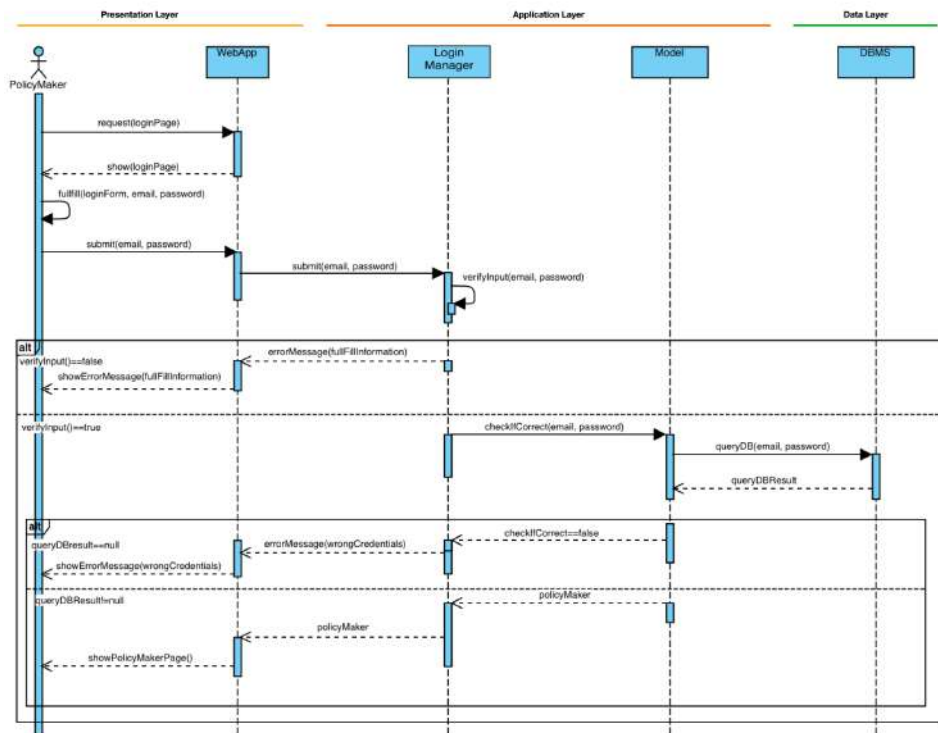 Presentation Layer
Application Layer
Data Layer
WebApp
Login
Manager
Model
DBMS
PolicyMaker
request(loginPage)
show(loginPage)
fullfill(loginForm, email, password)
submit(email, password)
submit(email, password)
verifyInput(email, password)
alt
verifyInput()==false
errorMessage(fullFillInformation)
showErrorMessage(fullFillInformation)
verifyInput()==true
checkIfCorrect(email, password)
queryDB(email, password)
queryDBResult
alt
queryDBresult==null
checkIfCorrect==false
errorMessage(wrongCredentials)
showErrorMessage(wrongCredentials)
queryDBResult!=null
policyMaker
policyMaker
showPolicyMakerPage()